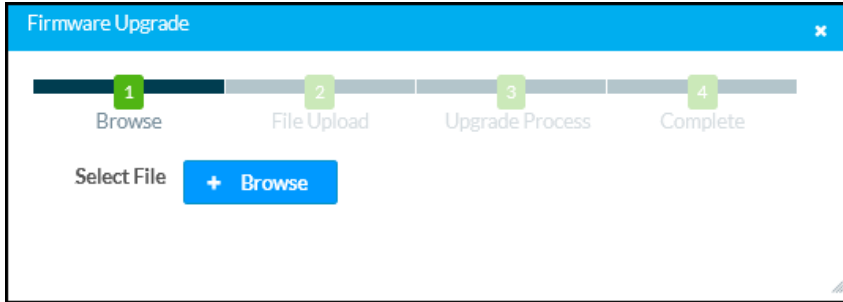 Firmware Upgrade
1 2 3 4
Browse File Upload Upgrade Process Complete
Select File + Browse